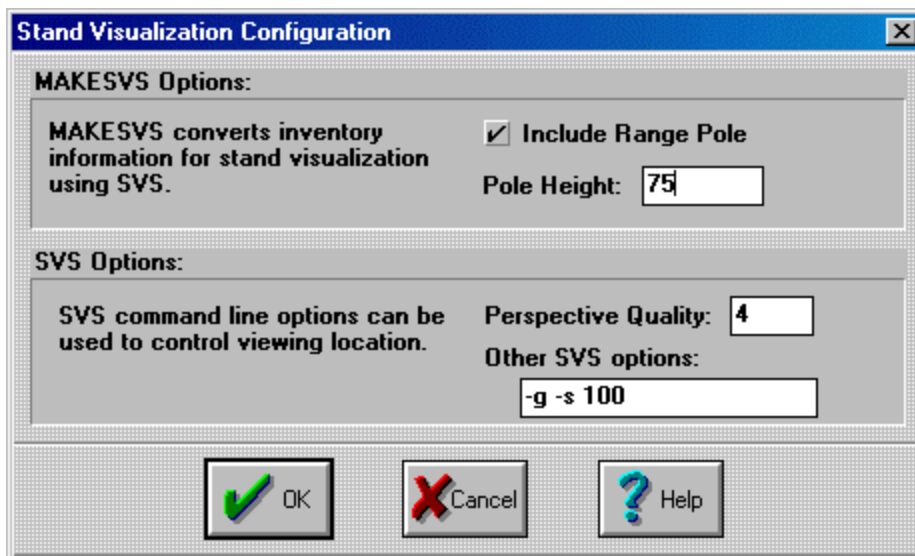 Stand Visualization Configuration
MAKESVS Options:
MAKESVS converts inventory
information for stand visualization
using SVS.
Include Range Pole
Pole Height: 75
SVS Options:
SVS command line options can be
used to control viewing location.
Perspective Quality: 4
Other SVS options:
-g -s 100
OK
Cancel
Help